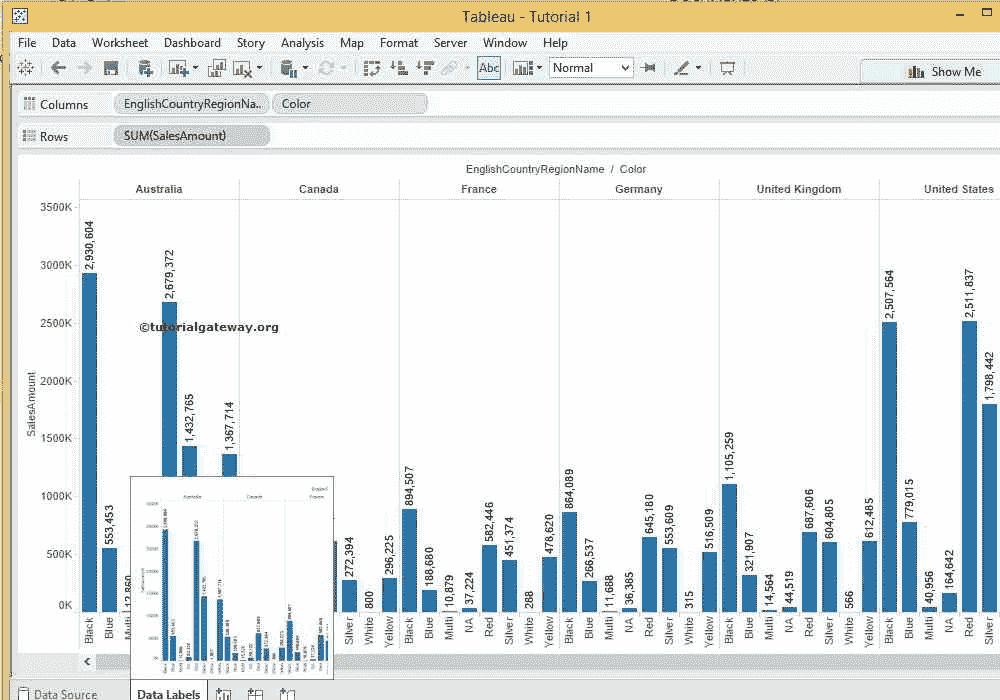 Tableau - Tutorial 1
File Data Worksheet Dashboard Story Analysis Map Format Server Window Help
Abc Normal Show Me
Columns EnglishCountryRegionNa.. Color
Rows SUM(SalesAmount)
EnglishCountryRegionName / Color
Australia Canada France Germany United Kingdom United States
3500K
3000K
2500K
2000K
1500K
1000K
500K
0K
SalesAmount
2,930,604
553,453
2,679,372
1,432,765
1,367,714
272,394
800
296,225
894,507
188,680
10,879
37,224
582,446
451,374
288
478,620
864,089
266,537
11,688
36,385
645,180
553,609
315
516,509
1,105,259
321,907
14,564
44,519
687,606
604,805
566
612,485
2,507,564
779,015
40,956
164,642
2,511,837
1,798,442
©tutorialgateway.org
Black Blue Multi Silver White Yellow Black Blue Multi NA Red Silver White Yellow Black Blue Multi NA Red Silver White Yellow Black Blue Multi NA Red Silver White Yellow Black Blue Multi NA Red Silver
Australia Canada France
Data Source Data Labels